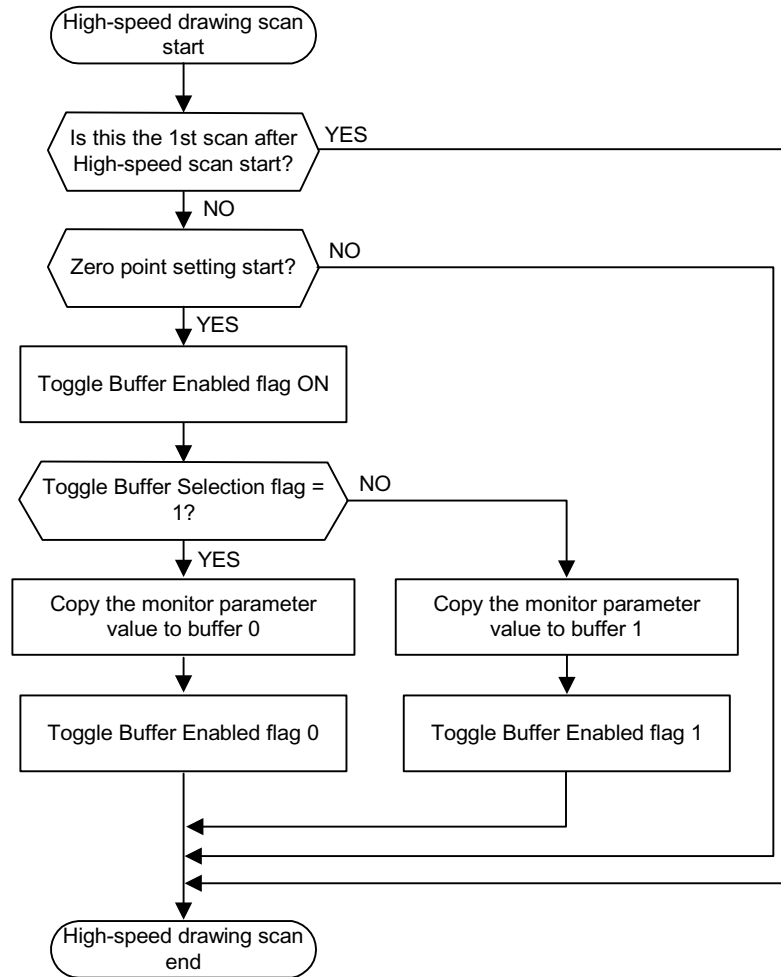 High-speed drawing scan
start
Is this the 1st scan after
High-speed scan start?
YES
NO
Zero point setting start?
NO
YES
Toggle Buffer Enabled flag ON
Toggle Buffer Selection flag =
1?
NO
YES
Copy the monitor parameter
value to buffer 0
Copy the monitor parameter
value to buffer 1
Toggle Buffer Enabled flag 0
Toggle Buffer Enabled flag 1
High-speed drawing scan
end